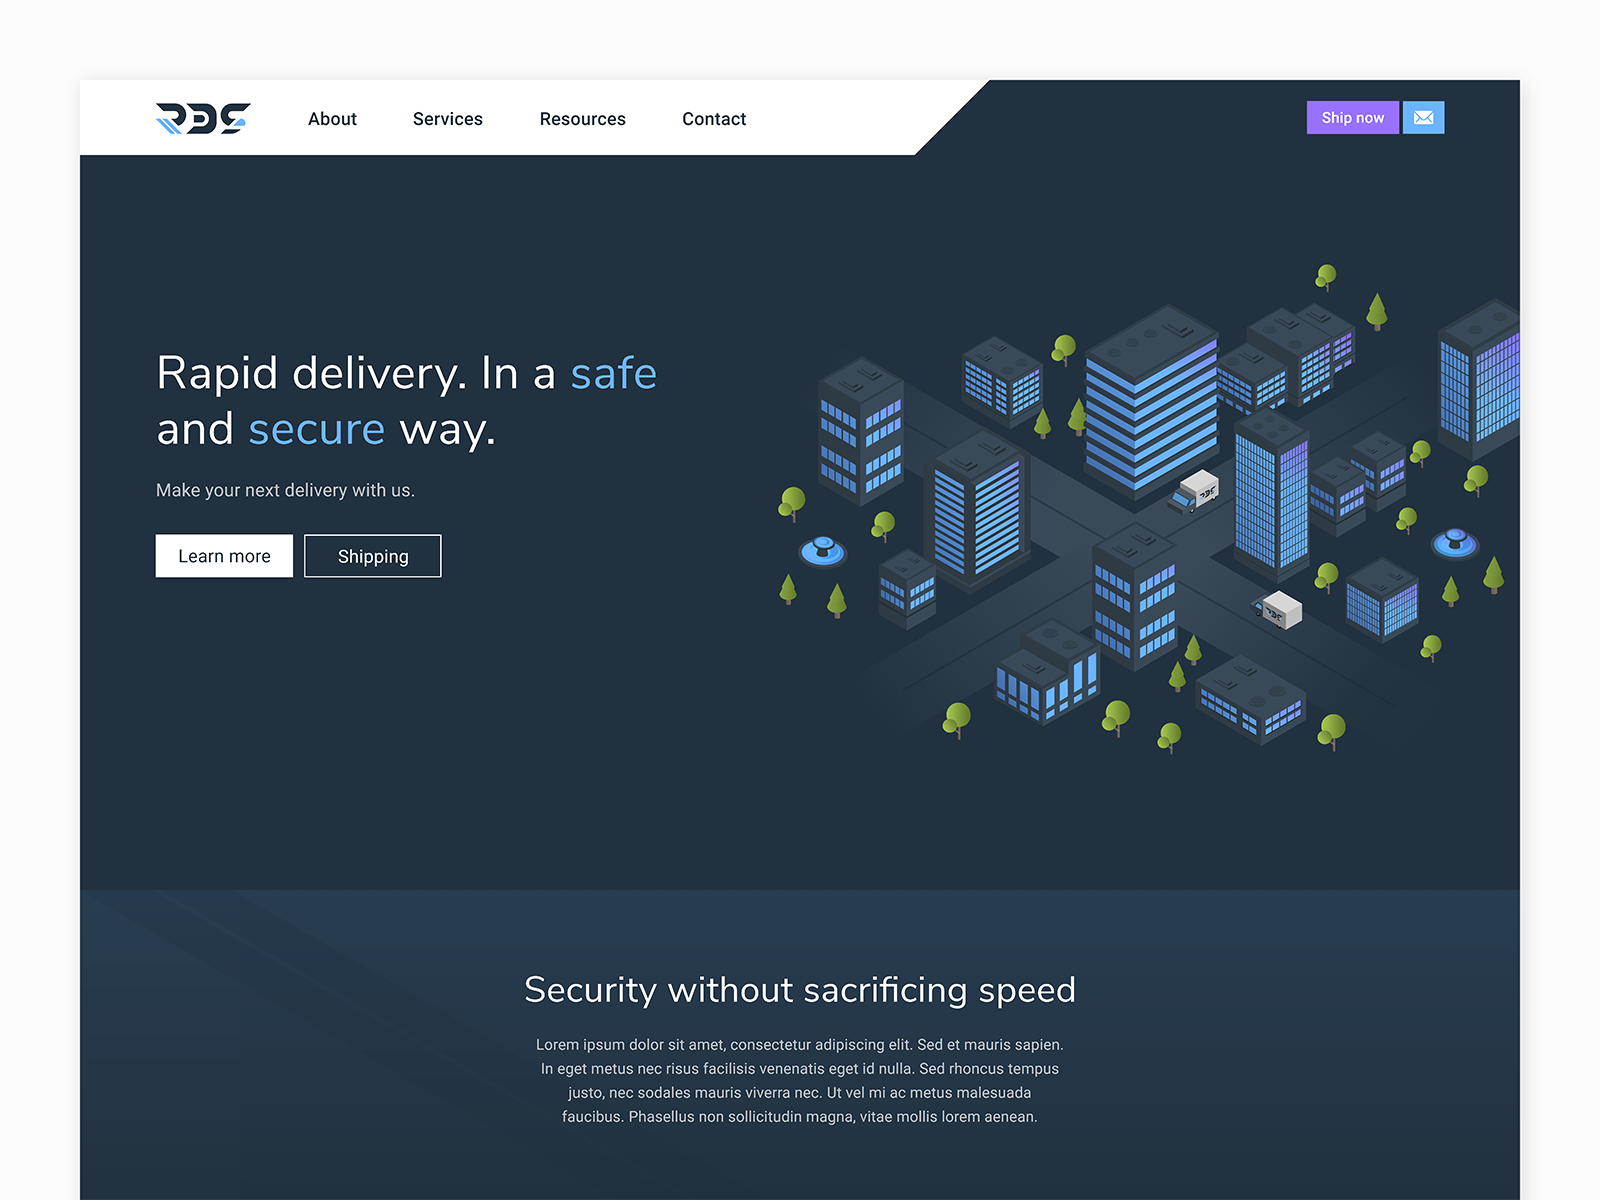 RDS
About
Services
Resources
Contact
Ship now
Rapid delivery. In a safe
and secure way.
Make your next delivery with us.
Learn more
Shipping
RDS
RDS
Security without sacrificing speed
Lorem ipsum dolor sit amet, consectetur adipiscing elit. Sed et mauris sapien.
In eget metus nec risus facilisis venenatis eget id nulla. Sed rhoncus tempus
justo, nec sodales mauris viverra nec. Ut vel mi ac metus malesuada
faucibus. Phasellus non sollicitudin magna, vitae mollis lorem aenean.